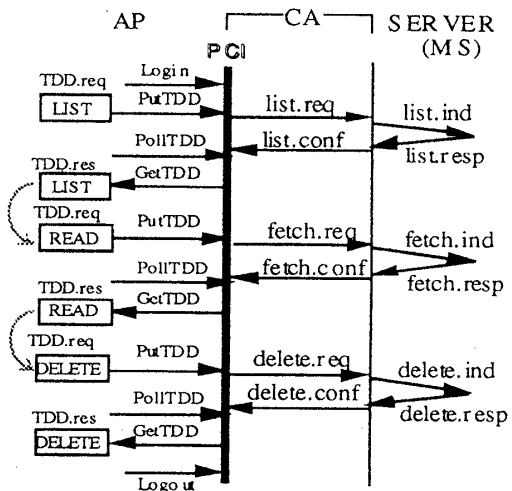 AP
CA
SERVER
(MS)
PCI
Login
TDD.req
PutTDD
LIST
list.req
list.ind
list.conf
PollTDD
list.resp
TDD.res
GetTDD
LIST
TDD.req
PutTDD
READ
fetch.req
fetch.ind
PollTDD
fetch.conf
fetch.resp
TDD.res
GetTDD
READ
TDD.req
PutTDD
DELETE
delete.req
delete.ind
PollTDD
delete.conf
delete.resp
TDD.res
GetTDD
DELETE
Logout